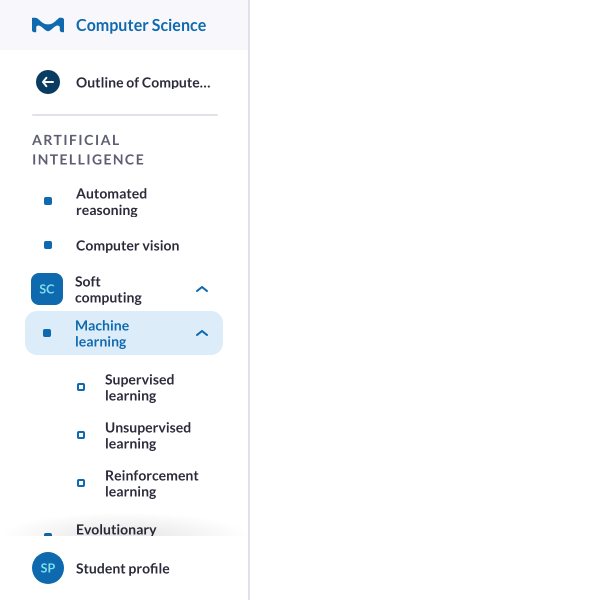 Computer Science
Outline of Compute...
ARTIFICIAL
INTELLIGENCE
Automated
reasoning
Computer vision
SC
Soft
computing
Machine
learning
Supervised
learning
Unsupervised
learning
Reinforcement
learning
Evolutionary
SP
Student profile